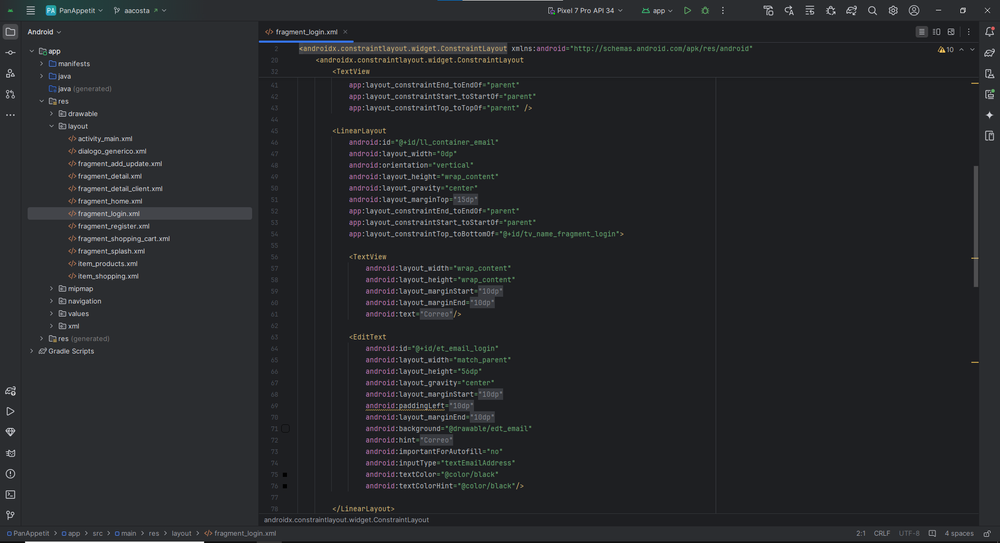 PA PanAppetit aacosta Pixel 7 Pro API 34 app
Android
app
manifests
java
java (generated)
res
drawable
layout
activity_main.xml
dialogo_generico.xml
fragment_add_update.xml
fragment_detail.xml
fragment_detail_client.xml
fragment_home.xml
fragment_login.xml
fragment_register.xml
fragment_shopping_cart.xml
fragment_splash.xml
item_products.xml
item_shopping.xml
mipmap
navigation
values
xml
res (generated)
Gradle Scripts
fragment_login.xml
10
2 <androidx.constraintlayout.widget.ConstraintLayout xmlns:android="http://schemas.android.com/apk/res/android"
20 <androidx.constraintlayout.widget.ConstraintLayout
32 <TextView
41 app:layout_constraintEnd_toEndOf="parent"
42 app:layout_constraintStart_toStartOf="parent"
43 app:layout_constraintTop_toTopOf="parent" />
44
45 <LinearLayout
46 android:id="@+id/ll_container_email"
47 android:layout_width="0dp"
48 android:orientation="vertical"
49 android:layout_height="wrap_content"
50 android:layout_gravity="center"
51 android:layout_marginTop="15dp"
52 app:layout_constraintEnd_toEndOf="parent"
53 app:layout_constraintStart_toStartOf="parent"
54 app:layout_constraintTop_toBottomOf="@+id/tv_name_fragment_login">
55
56 <TextView
57 android:layout_width="wrap_content"
58 android:layout_height="wrap_content"
59 android:layout_marginStart="10dp"
60 android:layout_marginEnd="10dp"
61 android:text="Correo"/>
62
63 <EditText
64 android:id="@+id/et_email_login"
65 android:layout_width="match_parent"
66 android:layout_height="56dp"
67 android:layout_gravity="center"
68 android:layout_marginStart="10dp"
69 android:paddingLeft="10dp"
70 android:layout_marginEnd="10dp"
71 android:background="@drawable/edt_email"
72 android:hint="Correo"
73 android:importantForAutofill="no"
74 android:inputType="textEmailAddress"
75 android:textColor="@color/black"
76 android:textColorHint="@color/black"/>
77
78 </LinearLayout>
androidx.constraintlayout.widget.ConstraintLayout
PanAppetit > app > src > main > res > layout > fragment_login.xml 2:1 CRLF UTF-8 4 spaces